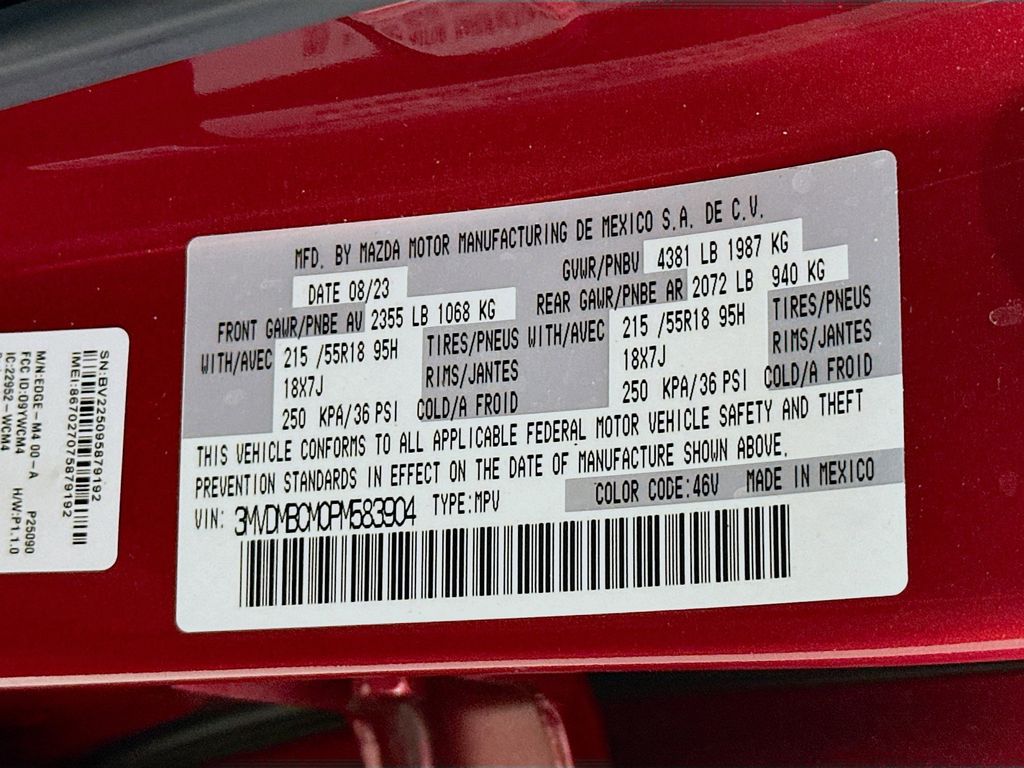 MFD. BY MAZDA MOTOR MANUFACTURING DE MEXICO S.A. DE C.V.
DATE 08/23 GVWR/PNBV 4381 LB 1987 KG
FRONT GAWR/PNBE AV 2355 LB 1068 KG REAR GAWR/PNBE AR 2072 LB 940 KG
WITH/AVEC 215 /55R18 95H TIRES/PNEUS WITH/AVEC 215 /55R18 95H TIRES/PNEUS
18X7J RIMS/JANTES 18X7J RIMS/JANTES
250 KPA/36 PSI COLD/A FROID 250 KPA/36 PSI COLD/A FROID
THIS VEHICLE CONFORMS TO ALL APPLICABLE FEDERAL MOTOR VEHICLE SAFETY AND THEFT
PREVENTION STANDARDS IN EFFECT ON THE DATE OF MANUFACTURE SHOWN ABOVE.
VIN: 3MVDMBCM0PM583904 TYPE:MPV COLOR CODE:46V MADE IN MEXICO
SN:BV225095879192
IMEI:867027075879192
M/N:EDGE-M4 00-A P25090
FCC ID:O9YWCM4 H/W:P1.1.0
IC:22952-WCM4